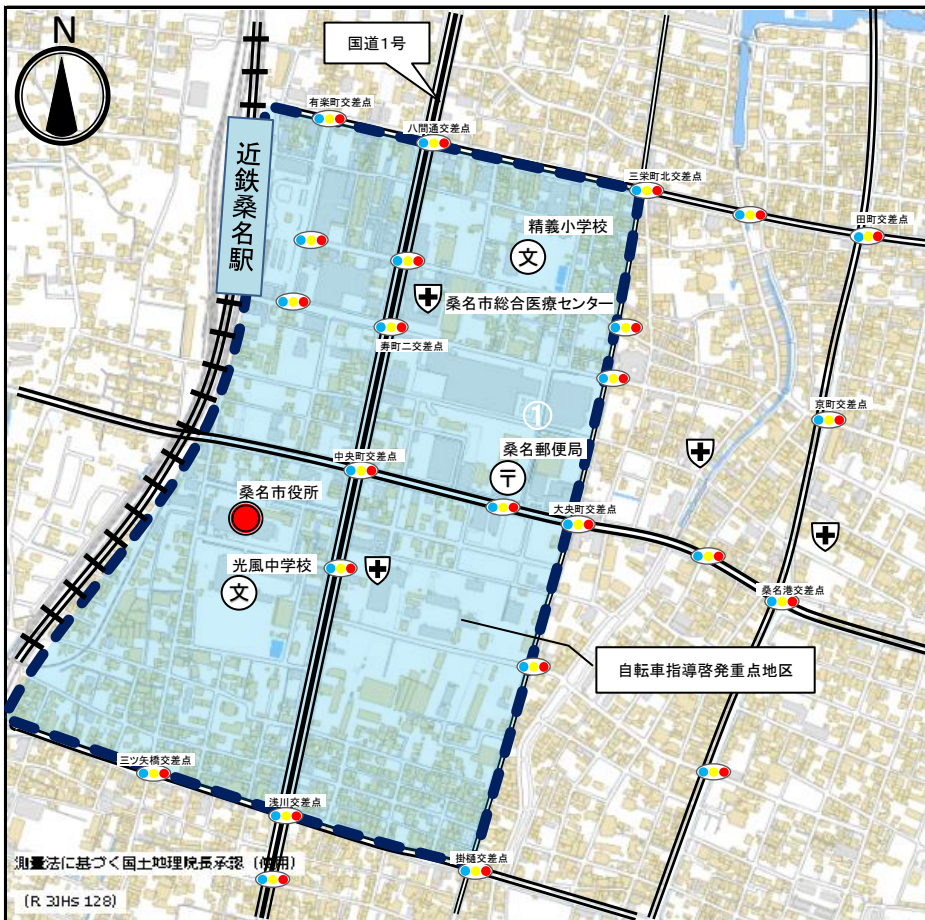 N
国道1号
有楽町交差点
八間通交差点
近鉄桑名駅
三栄町北交差点
田町交差点
精義小学校
文
桑名市総合医療センター
寿町二交差点
京町交差点
①
桑名郵便局
〒
中央町交差点
大央町交差点
桑名市役所
光風中学校
文
桑名港交差点
自転車指導啓発重点地区
三ツ矢橋交差点
浅川交差点
掛樋交差点
測量法に基づく国土地理院長承認(使用)
(R 3JHs 128)